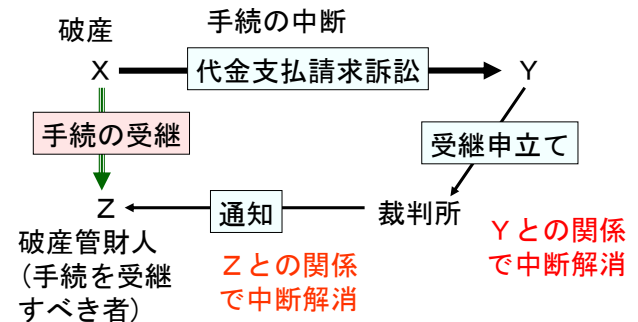 手続の中断
破産
X
代金支払請求訴訟
Y
手続の受継
受継申立て
Z
通知
裁判所
破産管財人
(手続を受継
すべき者)
Zとの関係
で中断解消
Yとの関係
で中断解消